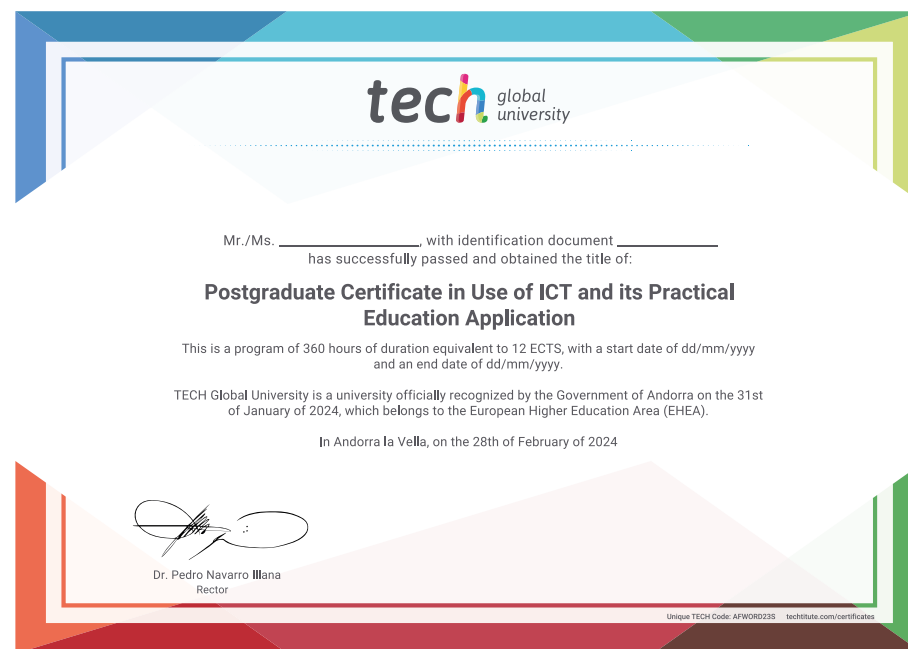 tech global
university
Mr./Ms. ____________, with identification document ____________
has successfully passed and obtained the title of:
Postgraduate Certificate in Use of ICT and its Practical
Education Application
This is a program of 360 hours of duration equivalent to 12 ECTS, with a start date of dd/mm/yyyy
and an end date of dd/mm/yyyy.
TECH Global University is a university officially recognized by the Government of Andorra on the 31st
of January of 2024, which belongs to the European Higher Education Area (EHEA).
In Andorra la Vella, on the 28th of February of 2024
Dr. Pedro Navarro Illana
Rector
Unique TECH Code: AFWORD23S techtitute.com/certificates